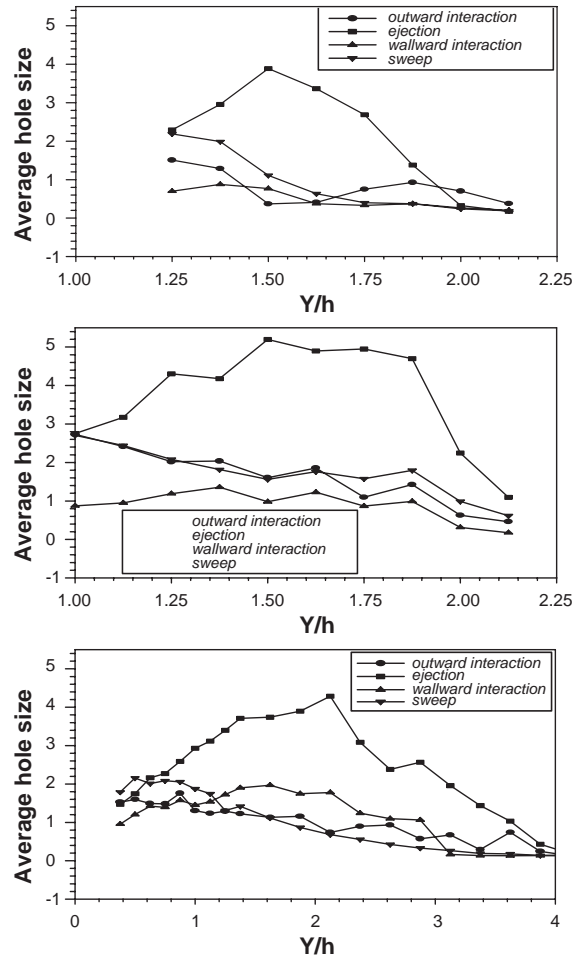 outward interaction
ejection
wallward interaction
sweep
5
4
3
2
1
0
-1
Average hole size
1.00 1.25 1.50 1.75 2.00 2.25
Y/h
5
4
3
2
1
0
-1
Average hole size
outward interaction
ejection
wallward interaction
sweep
1.00 1.25 1.50 1.75 2.00 2.25
Y/h
outward interaction
ejection
wallward interaction
sweep
5
4
3
2
1
0
-1
Average hole size
0 1 2 3 4
Y/h